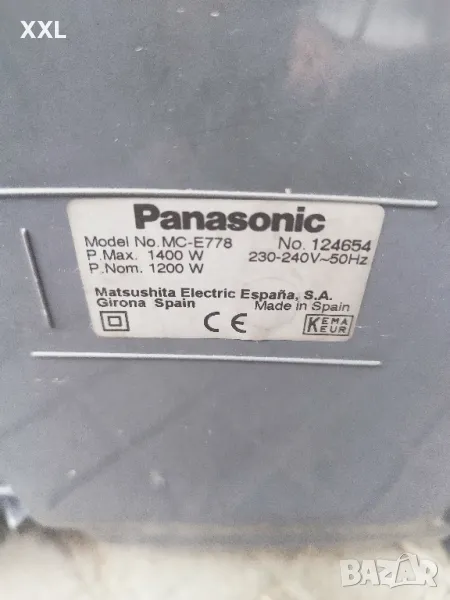 XXL
Panasonic
Model No. MC-E778 No. 124654
P.Max. 1400 W 230-240V~50Hz
P.Nom. 1200 W
Matsushita Electric España, S.A.
Girona Spain Made in Spain
CE KEMA KEUR
BAZAR